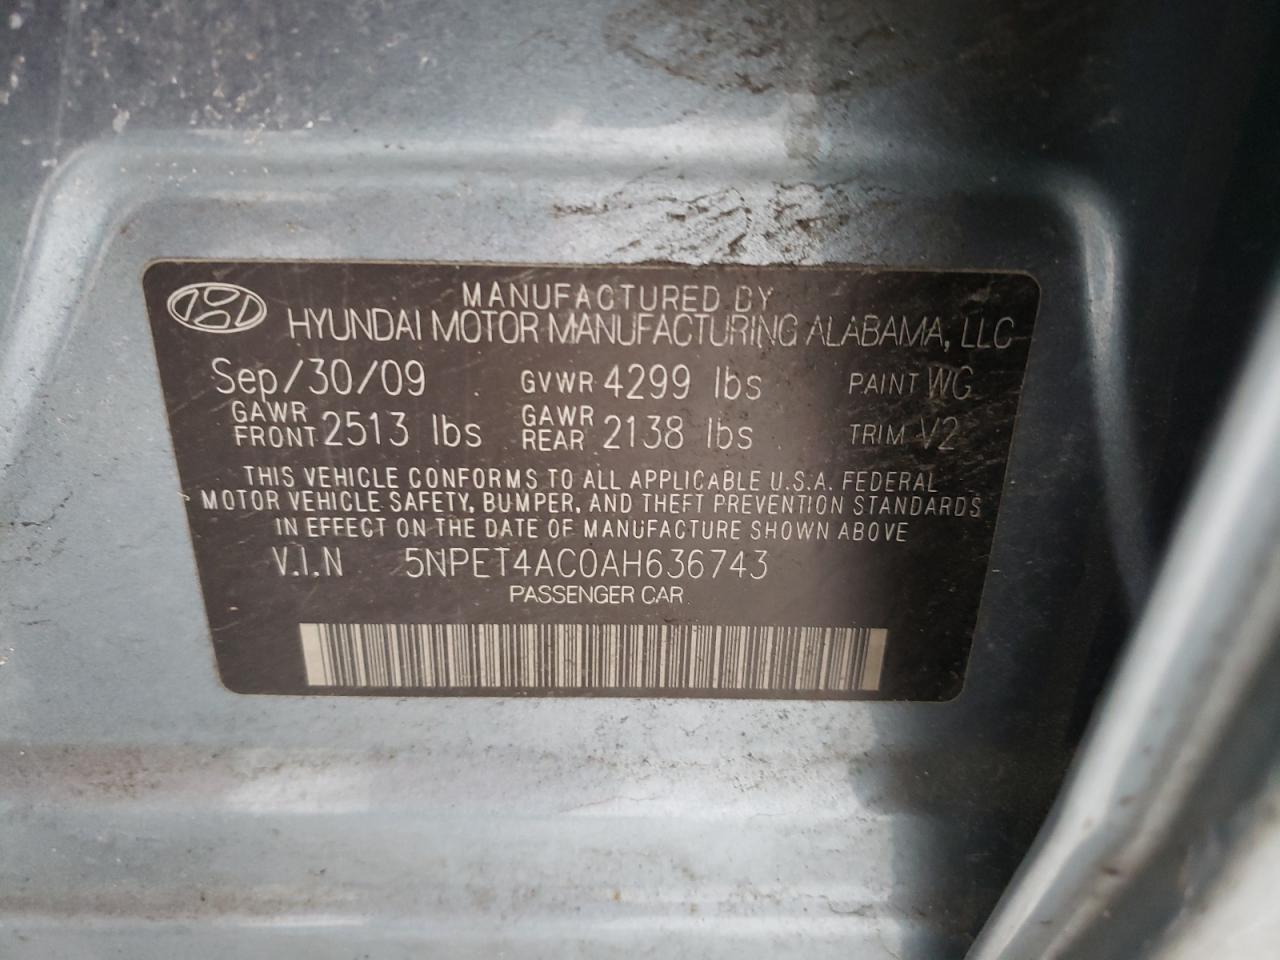 MANUFACTURED BY
HYUNDAI MOTOR MANUFACTURING ALABAMA, LLC
Sep/30/09 GVWR 4299 lbs PAINT WG
GAWR FRONT 2513 lbs GAWR REAR 2138 lbs TRIM V2
THIS VEHICLE CONFORMS TO ALL APPLICABLE U.S.A. FEDERAL
MOTOR VEHICLE SAFETY, BUMPER, AND THEFT PREVENTION STANDARDS
IN EFFECT ON THE DATE OF MANUFACTURE SHOWN ABOVE
V.I.N 5NPET4AC0AH636743
PASSENGER CAR